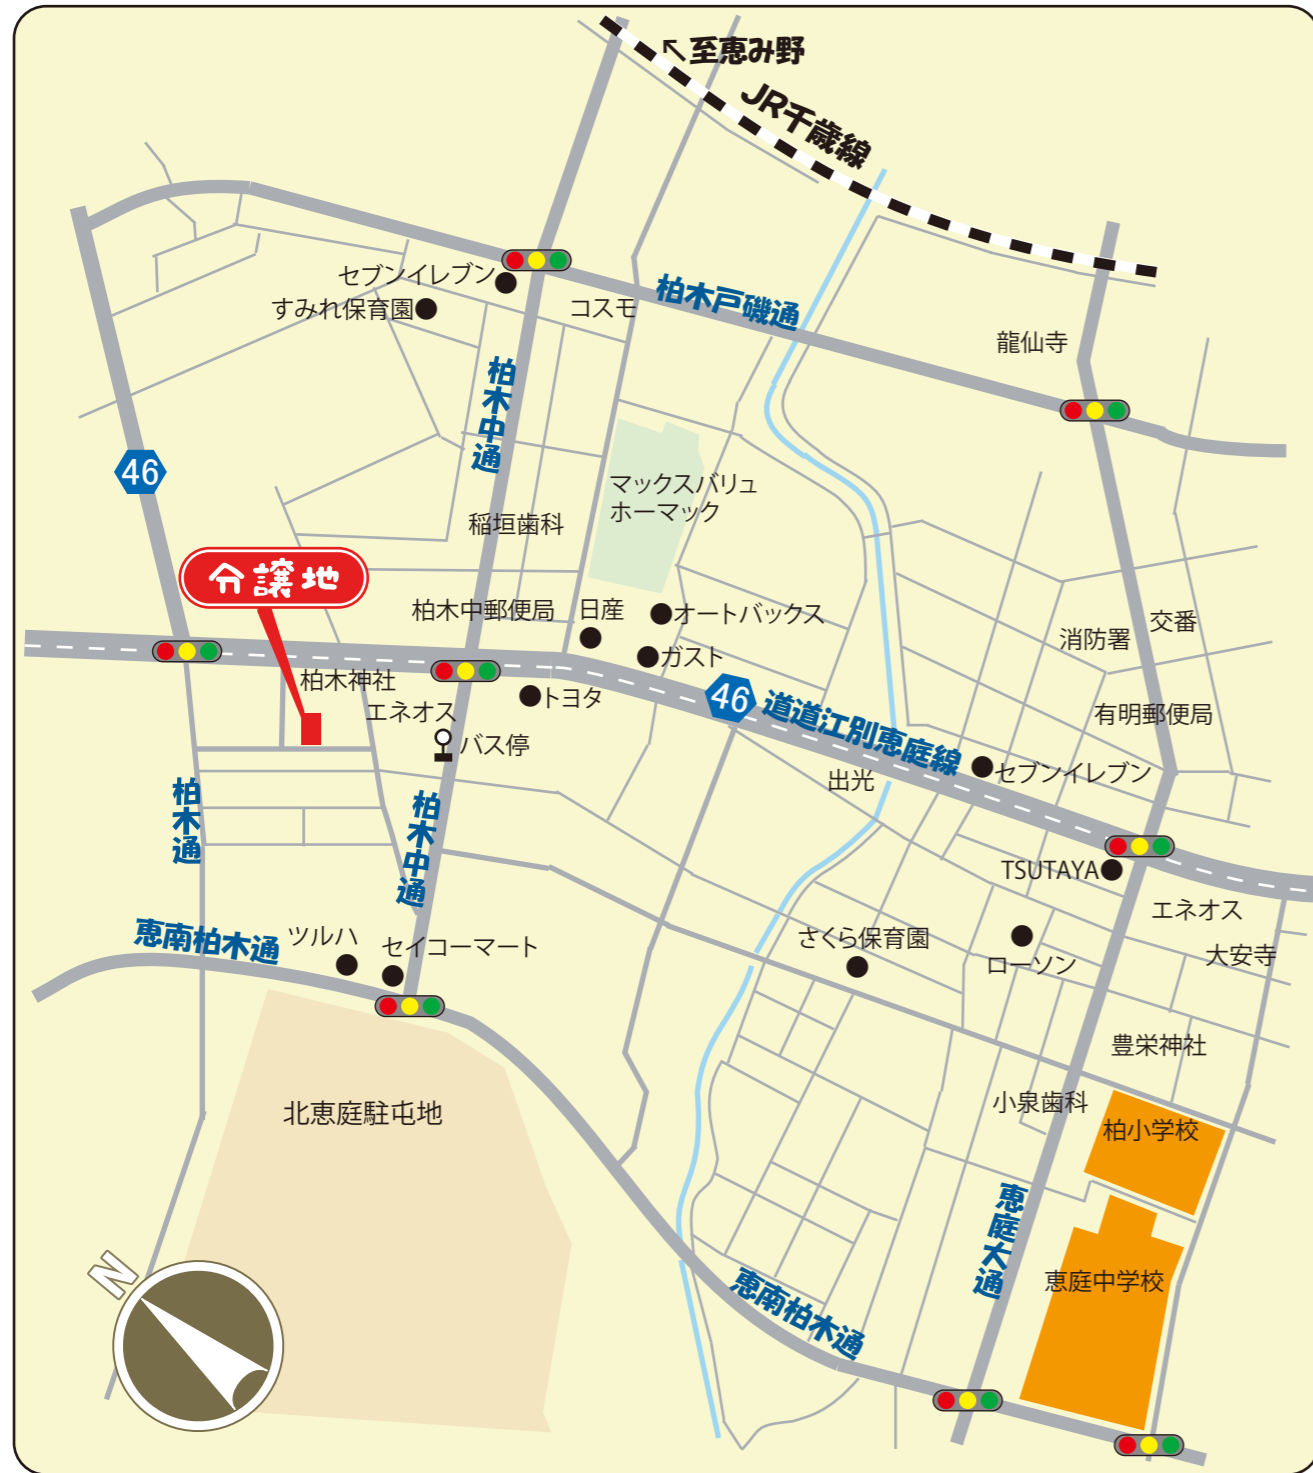 ↖至恵み野
JR千歳線
セブンイレブン
すみれ保育園
コスモ
柏木戸磯通
龍仙寺
柏木中通
46
マックスバリュ
ホーマック
稲垣歯科
分譲地
柏木中郵便局
日産
オートバックス
ガスト
交番
消防署
柏木神社
エネオス
トヨタ
バス停
46
道道江別恵庭線
有明郵便局
セブンイレブン
出光
柏木通
柏木中通
TSUTAYA
エネオス
恵南柏木通
ツルハ
セイコーマート
さくら保育園
ローソン
大安寺
豊栄神社
北恵庭駐屯地
小泉歯科
柏小学校
恵庭大通
恵庭中学校
恵南柏木通
N